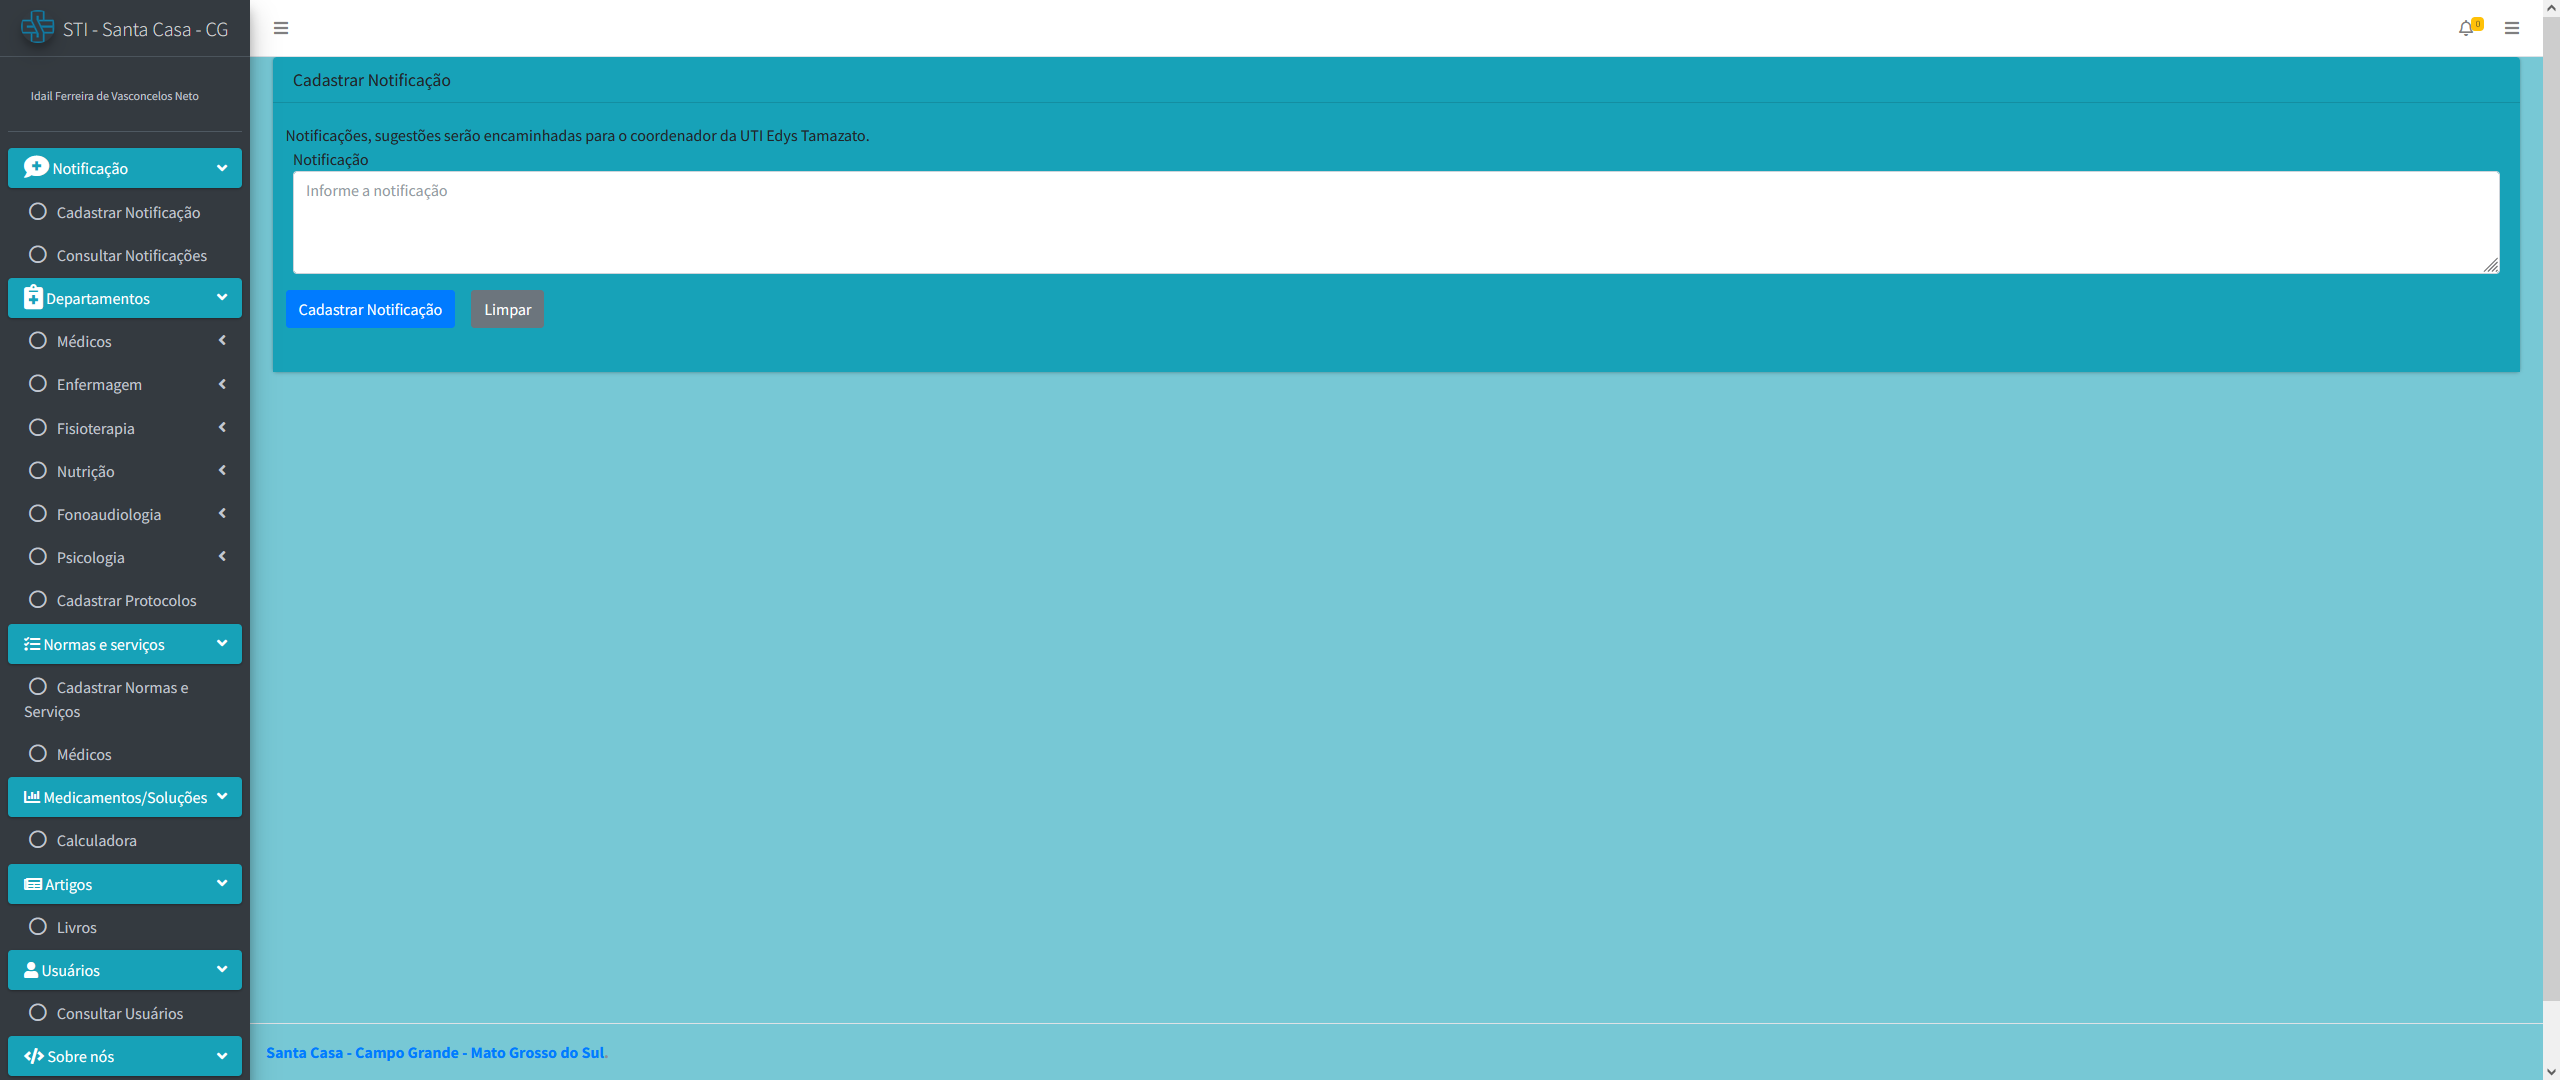 STI - Santa Casa - CG
0
Idail Ferreira de Vasconcelos Neto
Notificação
Cadastrar Notificação
Consultar Notificações
Departamentos
Médicos
Enfermagem
Fisioterapia
Nutrição
Fonoaudiologia
Psicologia
Cadastrar Protocolos
Normas e serviços
Cadastrar Normas e
Serviços
Médicos
Medicamentos/Soluções
Calculadora
Artigos
Livros
Usuários
Consultar Usuários
Sobre nós
Cadastrar Notificação
Notificações, sugestões serão encaminhadas para o coordenador da UTI Edys Tamazato.
Notificação
Informe a notificação
Cadastrar Notificação
Limpar
Santa Casa - Campo Grande - Mato Grosso do Sul.